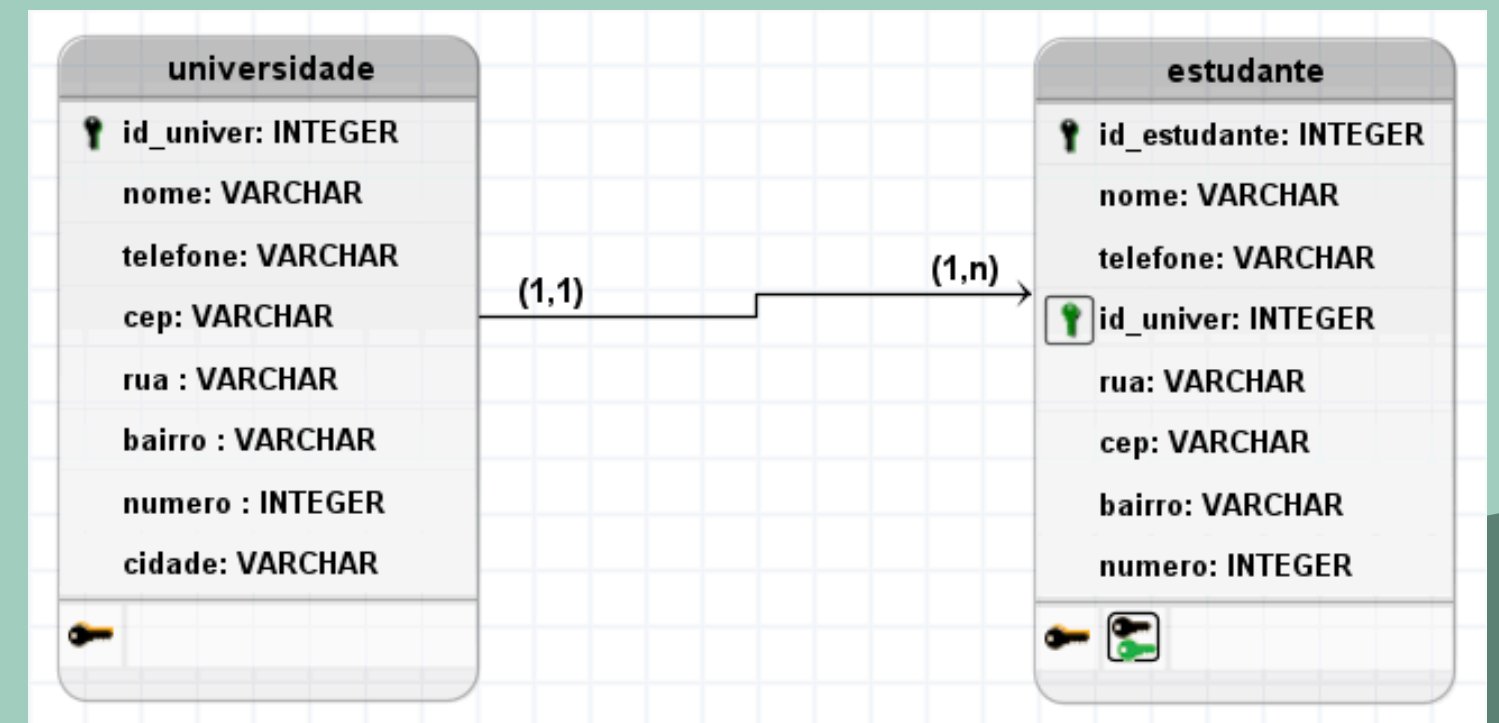 universidade
id_univer: INTEGER
nome: VARCHAR
telefone: VARCHAR
cep: VARCHAR
rua : VARCHAR
bairro : VARCHAR
numero : INTEGER
cidade: VARCHAR
(1,1)
(1,n)
estudante
id_estudante: INTEGER
nome: VARCHAR
telefone: VARCHAR
id_univer: INTEGER
rua: VARCHAR
cep: VARCHAR
bairro: VARCHAR
numero: INTEGER